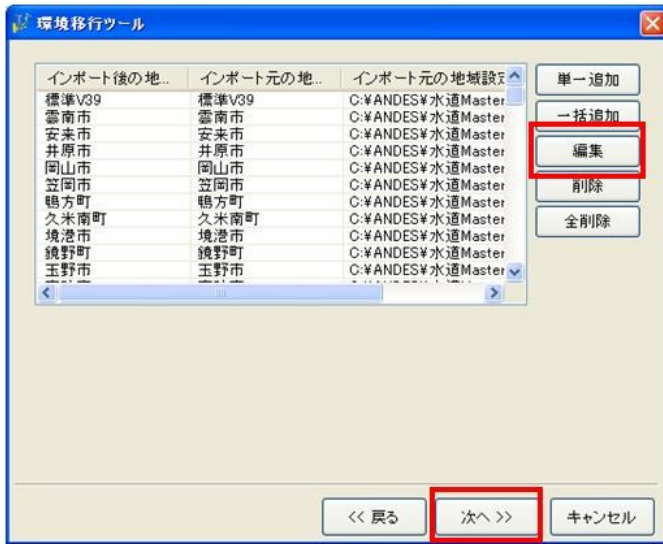 環境移行ツール
インポート後の地... インポート元の地... インポート元の地域設定
標準V39 標準V39 C:¥ANDES¥水道Master
雲南市 雲南市 C:¥ANDES¥水道Master
安来市 安来市 C:¥ANDES¥水道Master
井原市 井原市 C:¥ANDES¥水道Master
岡山市 岡山市 C:¥ANDES¥水道Master
笠岡市 笠岡市 C:¥ANDES¥水道Master
鴨方町 鴨方町 C:¥ANDES¥水道Master
久米南町 久米南町 C:¥ANDES¥水道Master
境港市 境港市 C:¥ANDES¥水道Master
鏡野町 鏡野町 C:¥ANDES¥水道Master
玉野市 玉野市 C:¥ANDES¥水道Master
単一追加
一括追加
編集
削除
全削除
<< 戻る
次へ >>
キャンセル